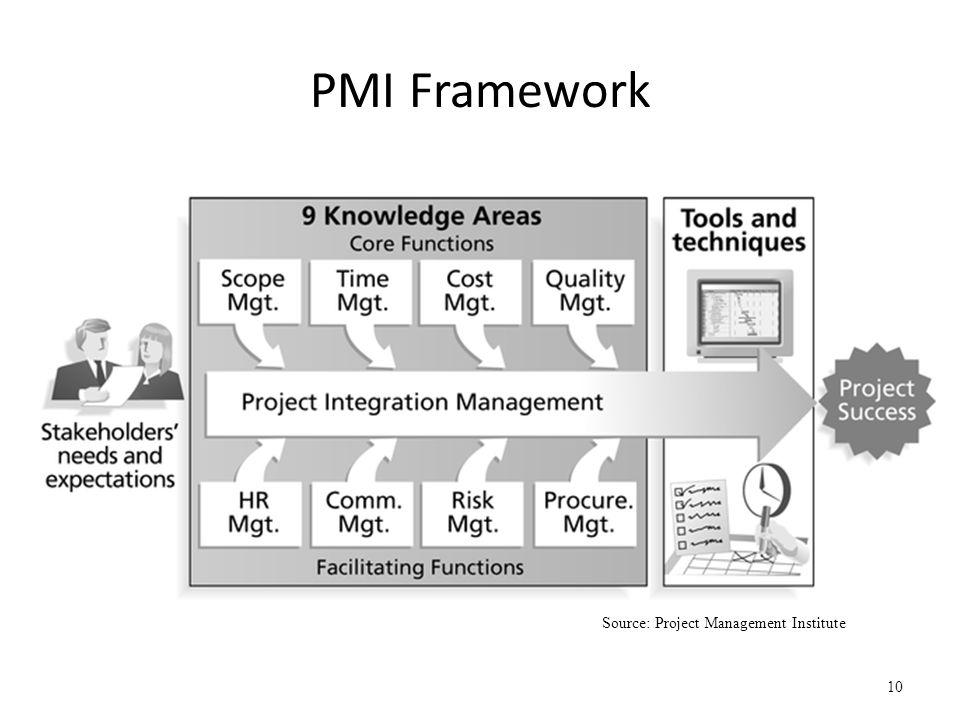 PMI Framework
9 Knowledge Areas
Core Functions
Scope
Mgt.
Time
Mgt.
Cost
Mgt.
Quality
Mgt.
Tools and
techniques
Stakeholders'
needs and
expectations
Project Integration Management
Project
Success
HR
Mgt.
Comm.
Mgt.
Risk
Mgt.
Procure.
Mgt.
Facilitating Functions
Source: Project Management Institute
10